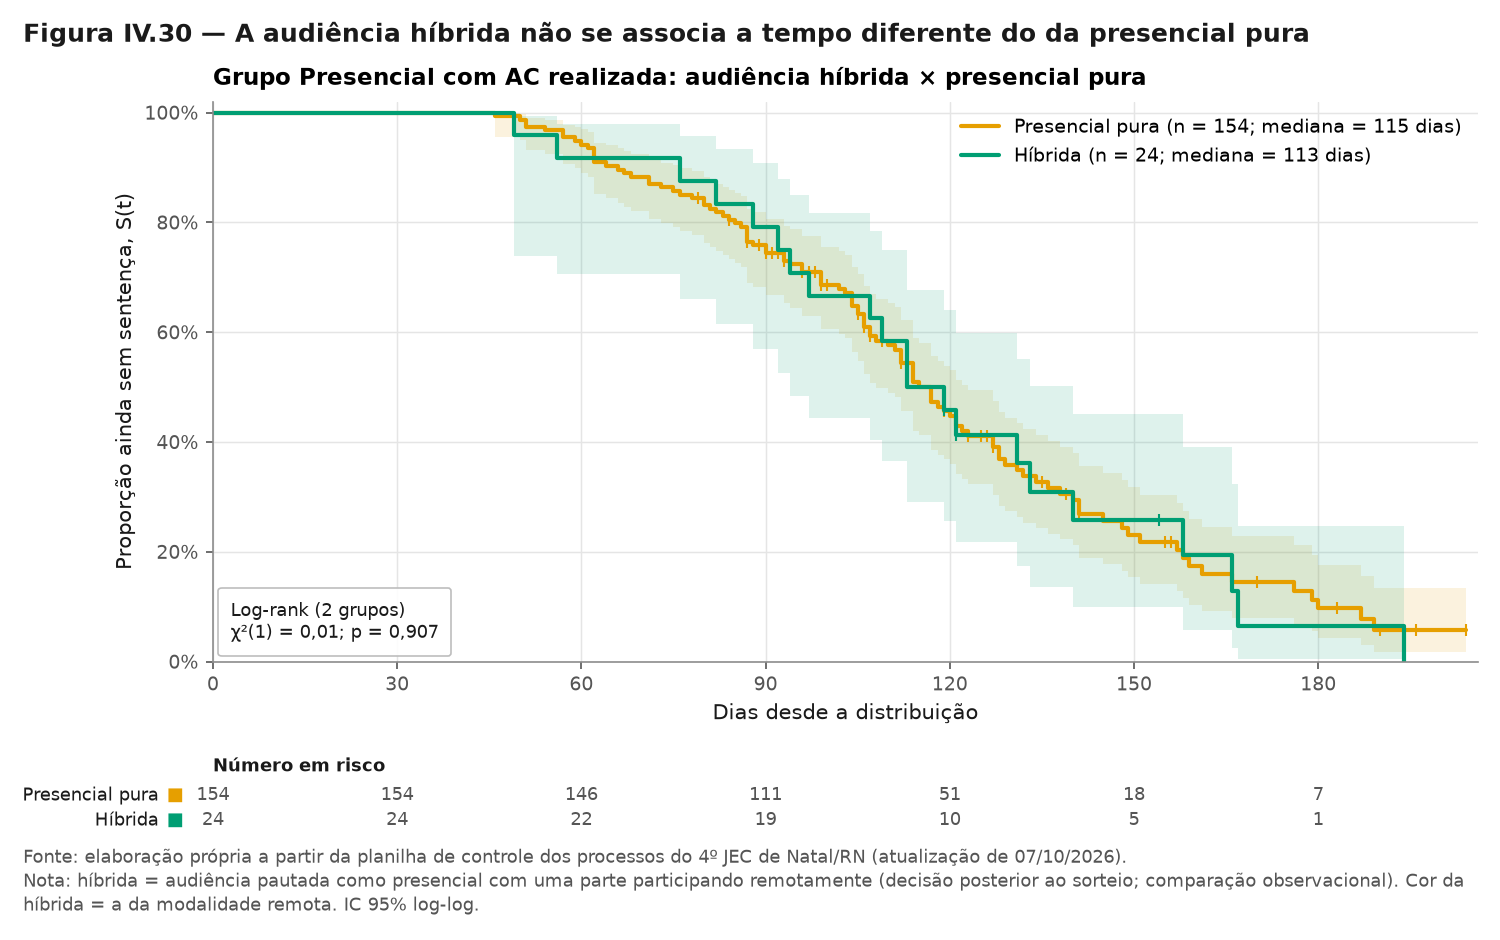 Figura IV.30 — A audiência híbrida não se associa a tempo diferente do da presencial pura
Grupo Presencial com AC realizada: audiência híbrida × presencial pura
Presencial pura (n = 154; mediana = 115 dias)
Híbrida (n = 24; mediana = 113 dias)
Proporção ainda sem sentença, S(t)
100%
80%
60%
40%
20%
0%
Log-rank (2 grupos)
χ²(1) = 0,01; p = 0,907
0 30 60 90 120 150 180
Dias desde a distribuição
Número em risco
Presencial pura 154 154 146 111 51 18 7
Híbrida 24 24 22 19 10 5 1
Fonte: elaboração própria a partir da planilha de controle dos processos do 4º JEC de Natal/RN (atualização de 07/10/2026).
Nota: híbrida = audiência pautada como presencial com uma parte participando remotamente (decisão posterior ao sorteio; comparação observacional). Cor da
híbrida = a da modalidade remota. IC 95% log-log.